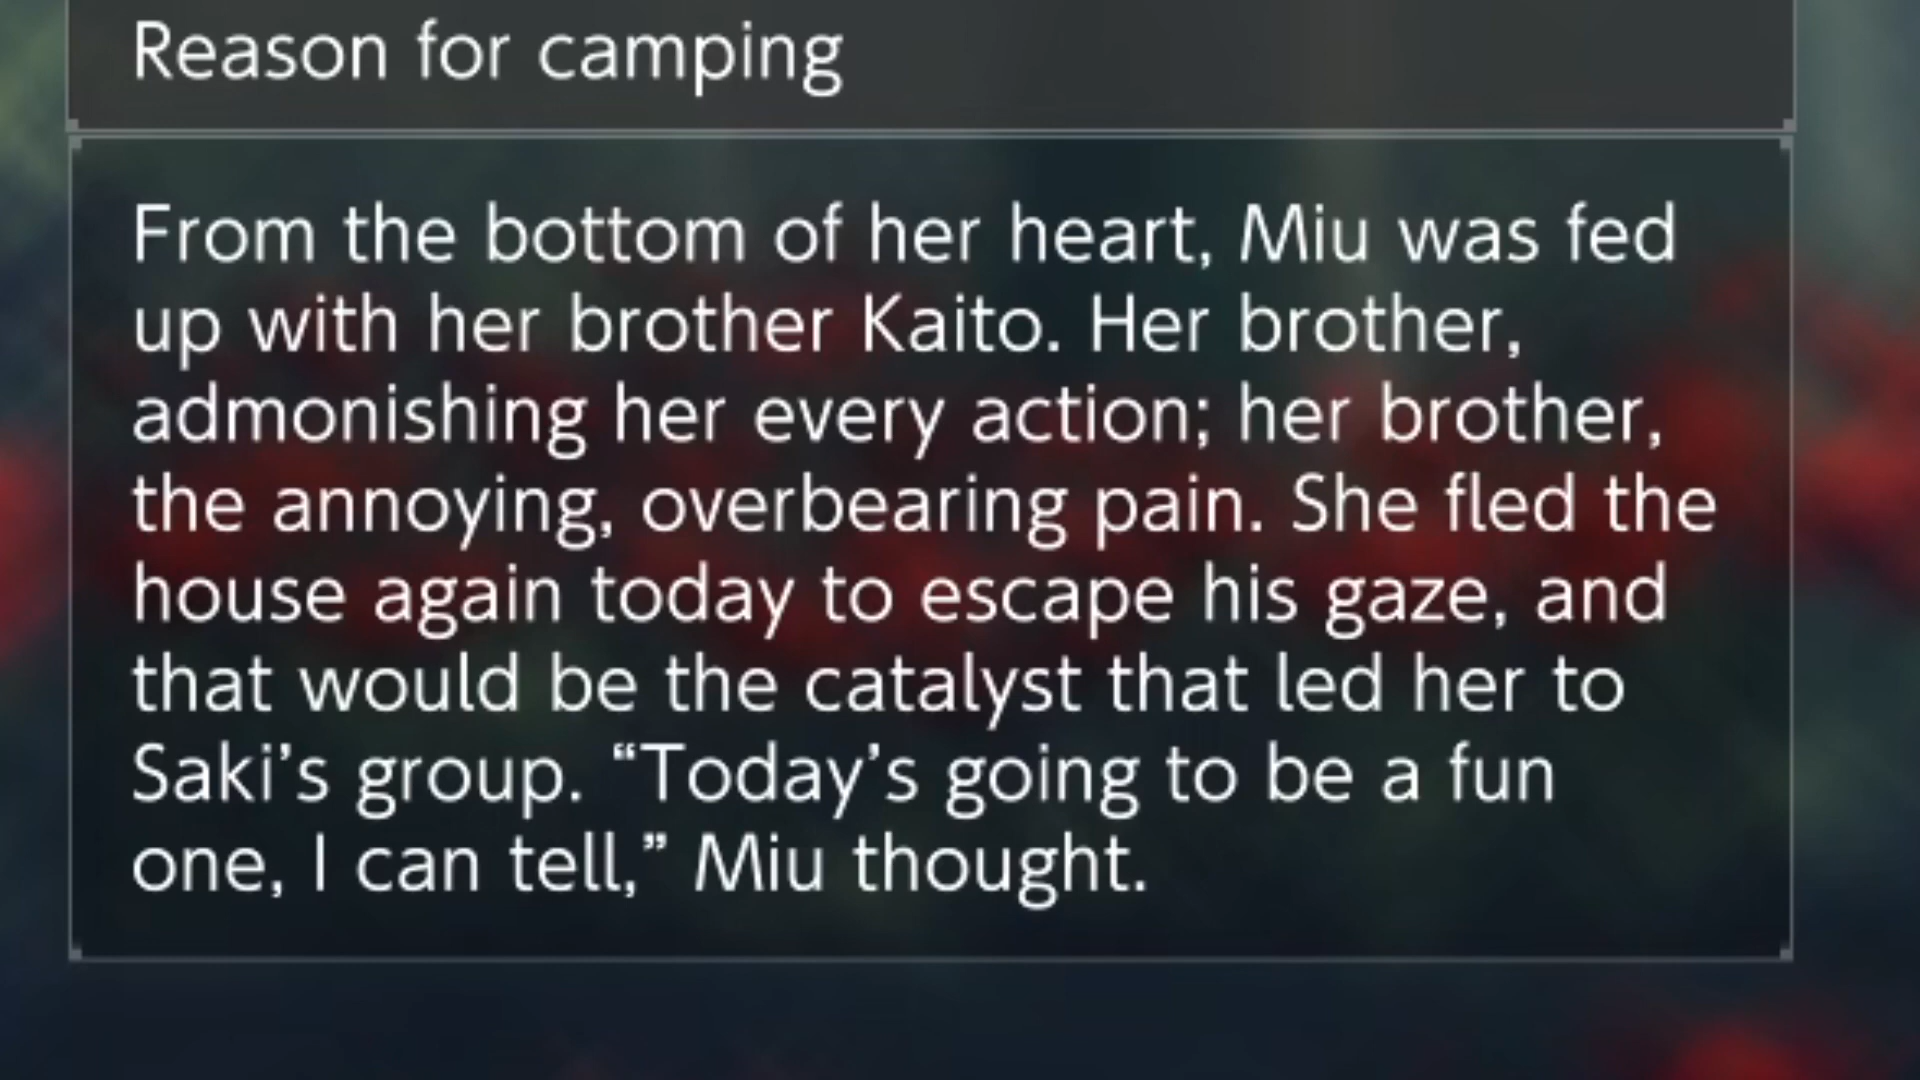 Reason for camping
From the bottom of her heart, Miu was fed
up with her brother Kaito. Her brother,
admonishing her every action; her brother,
the annoying, overbearing pain. She fled the
house again today to escape his gaze, and
that would be the catalyst that led her to
Saki’s group. “Today’s going to be a fun
one, I can tell,” Miu thought.